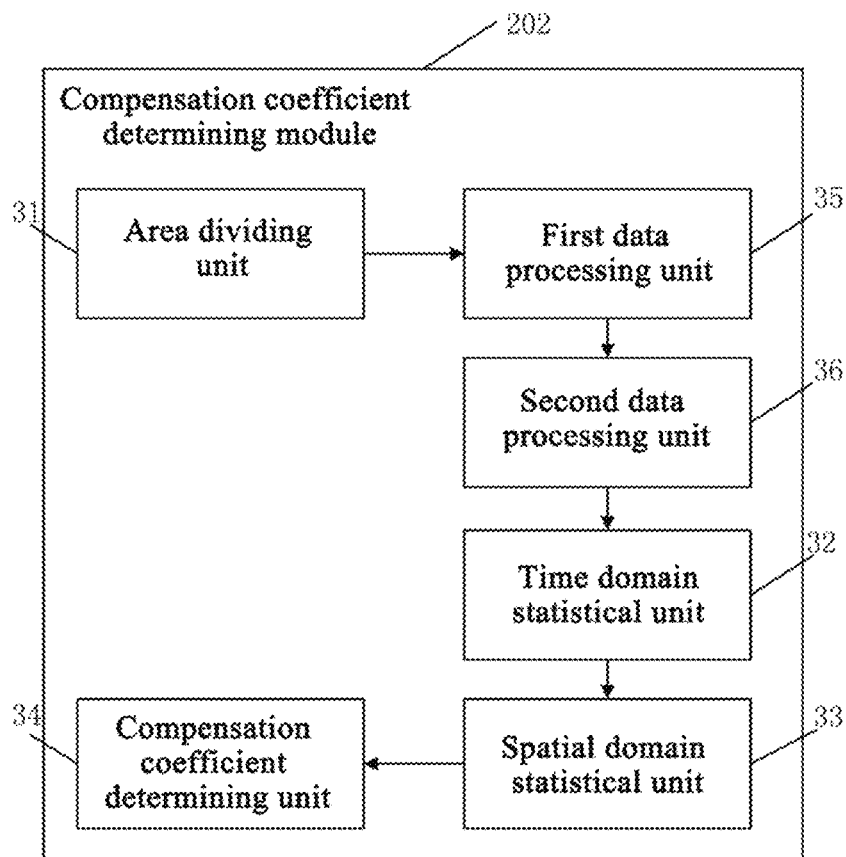 202
Compensation coefficient
determining module
31
Area dividing
unit
35
First data
processing unit
36
Second data
processing unit
32
Time domain
statistical unit
34
Compensation
coefficient
determining unit
33
Spatial domain
statistical unit